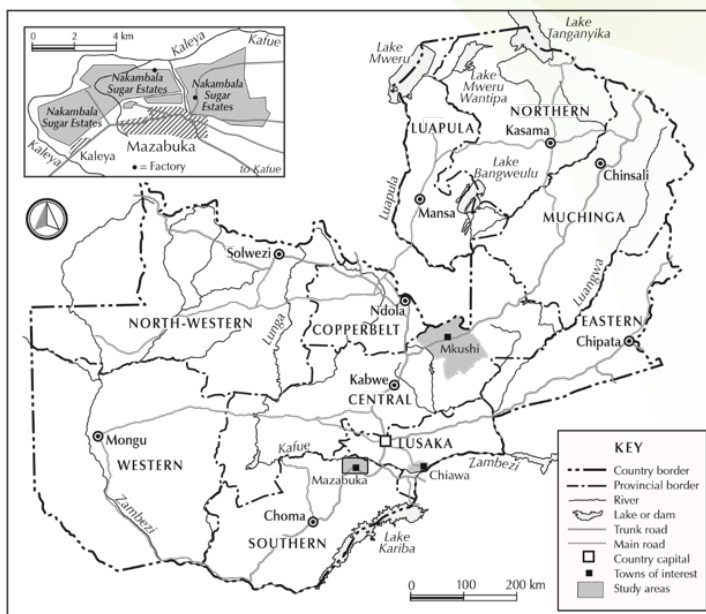 0 2 4 km
Kaleya
Kafue
Nakambala
Sugar Estates
Nakambala
Sugar
Estates
Nakambala
Sugar Estates
Mazabuka
Kaleya
Kaleya
• = Factory
to Kafue
Lake
Tanganyika
Lake
Mweru
Lake
Mweru
Wantipa
NORTHERN
Kasama
LUAPULA
Lake
Bangweulu
Chinsali
Luapula
Mansa
MUCHINGA
Solwezi
Luangwa
Ndola
NORTH-WESTERN
Lunga
COPPERBELT
EASTERN
Mkushi
Chipata
Kabwe
CENTRAL
Mongu
LUSAKA
Kafue
WESTERN
Zambezi
Mazabuka
Chiawa
Zambezi
Choma
SOUTHERN
Lake
Kariba
0 100 200 km
KEY
Country border
Provincial border
River
Lake or dam
Trunk road
Main road
Country capital
Towns of interest
Study areas